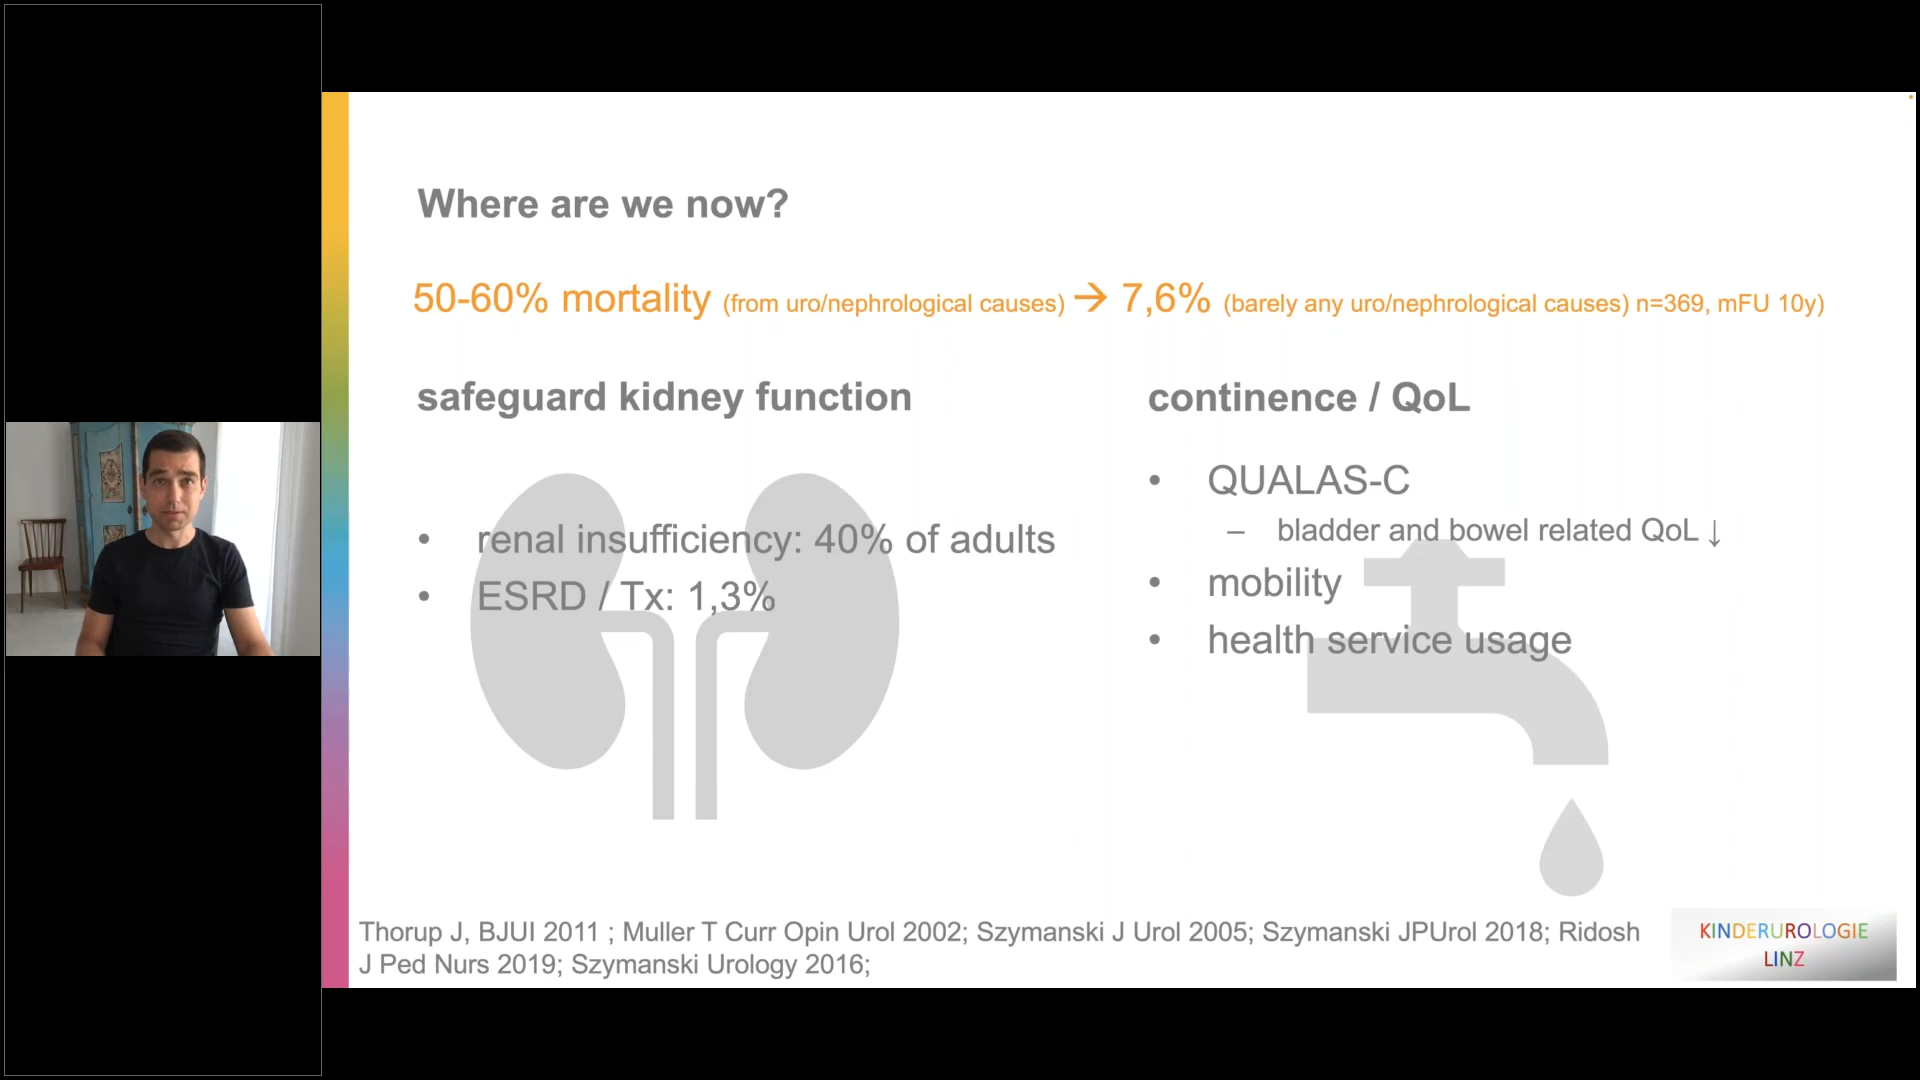 Where are we now?
50-60% mortality (from uro/nephrological causes) → 7,6% (barely any uro/nephrological causes) n=369, mFU 10y)
safeguard kidney function
• renal insufficiency: 40% of adults
• ESRD / Tx: 1,3%
continence / QoL
• QUALAS-C
– bladder and bowel related QoL ↓
• mobility
• health service usage
Thorup J, BJUI 2011 ; Muller T Curr Opin Urol 2002; Szymanski J Urol 2005; Szymanski JPUrol 2018; Ridosh
J Ped Nurs 2019; Szymanski Urology 2016;
KINDERUROLOGIE
LINZ